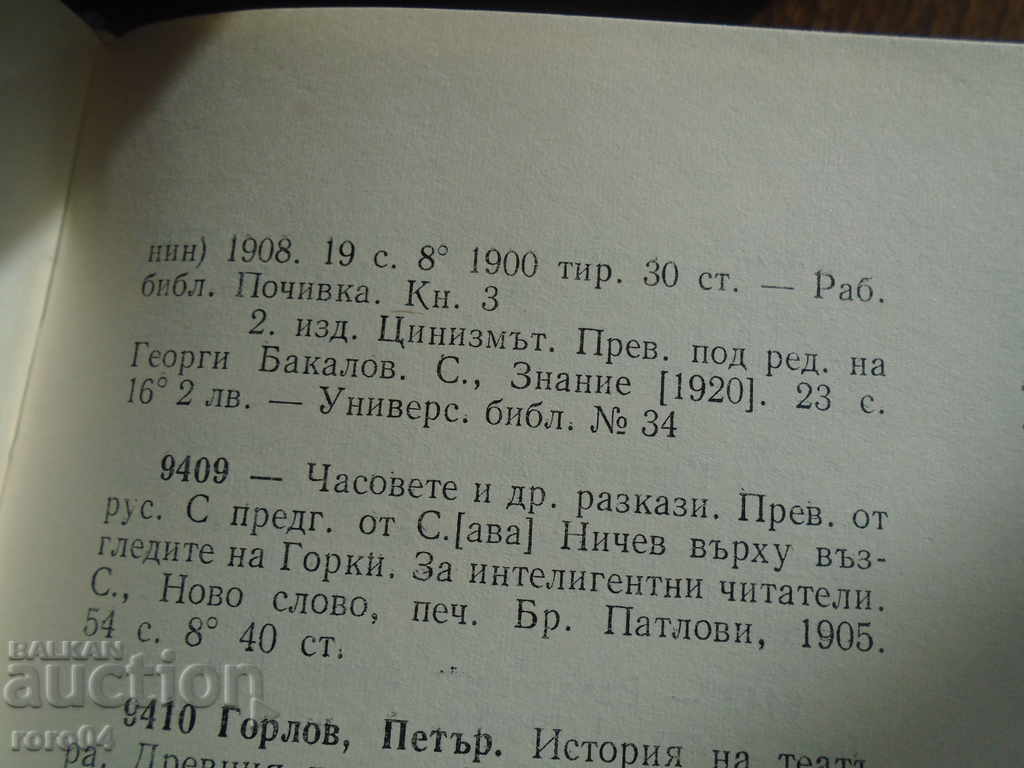 нин) 1908. 19 с. 8° 1900 тир. 30 ст. — Раб.
библ. Почивка. Кн. 3
2. изд. Цинизмът. Прев. под ред. на
Георги Бакалов. С., Знание [1920]. 23 с.
16° 2 лв. — Универс. библ. № 34
9409 — Часовете и др. разкази. Прев. от
рус. С предг. от С.[ава] Ничев върху въз-
гледите на Горки. За интелигентни читатели.
С., Ново слово, печ. Бр. Патлови, 1905.
54 с. 8° 40 ст.
9410 Горлов, Петър. История на театъ-
ра. Древния
BALKAN
auction
roro04